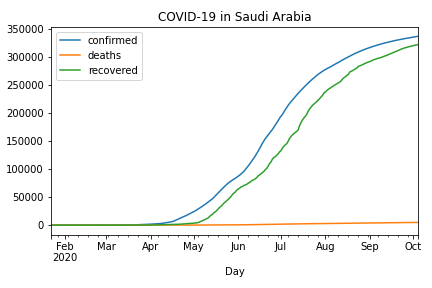 COVID-19 in Saudi Arabia
350000
300000
250000
200000
150000
100000
50000
0
confirmed
deaths
recovered
Feb Mar Apr May Jun Jul Aug Sep Oct
2020
Day